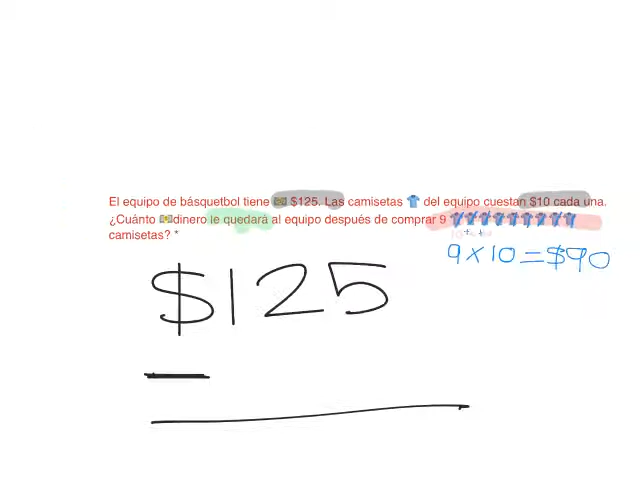 El equipo de básquetbol tiene 💵 $125. Las camisetas 👕 del equipo cuestan $10 cada una.
¿Cuánto 💵dinero le quedará al equipo después de comprar 9 👕👕👕👕👕👕👕👕👕
camisetas? *
9 x 10 = $90
$125
—